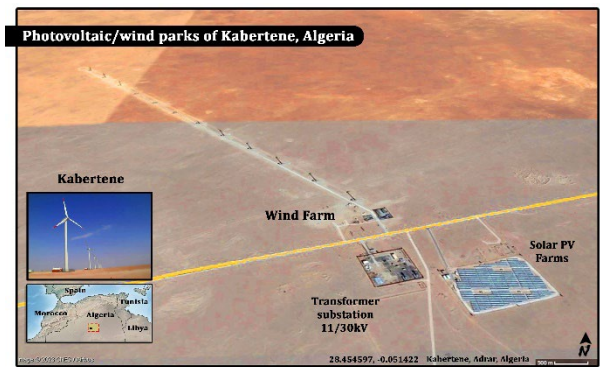 Photovoltaic/wind parks of Kabertene, Algeria
Kabertene
Wind Farm
Solar PV
Farms
Transformer
substation
11/30kV
Spain
Tunisia
Morocco
Algeria
Libya
28.454597, -0.051422 Kabertene, Adrar, Algeria
N
500 m